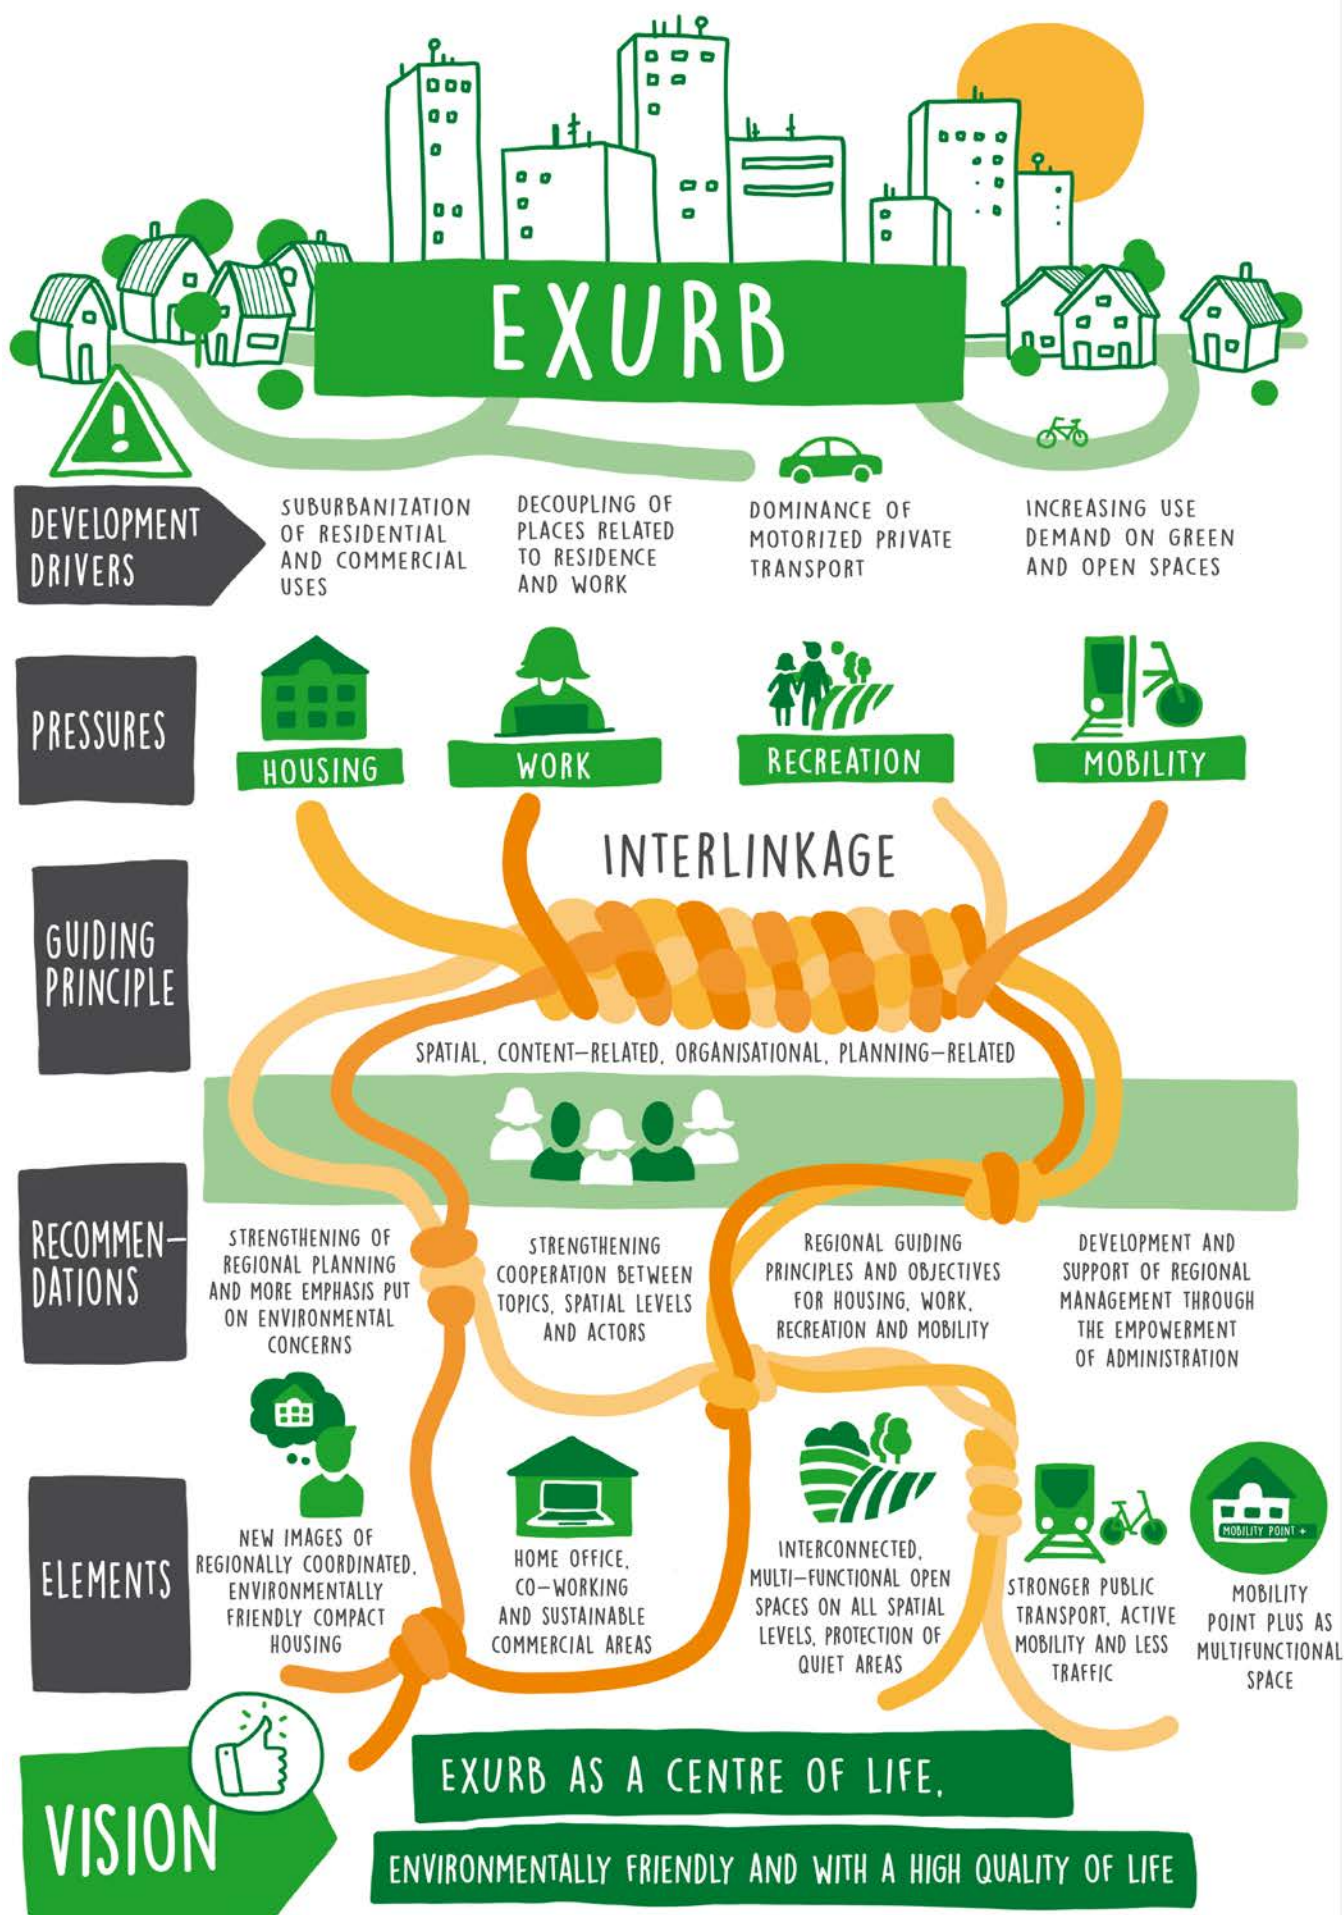 EXURB
DEVELOPMENT
DRIVERS
SUBURBANIZATION
OF RESIDENTIAL
AND COMMERCIAL
USES
DECOUPLING OF
PLACES RELATED
TO RESIDENCE
AND WORK
DOMINANCE OF
MOTORIZED PRIVATE
TRANSPORT
INCREASING USE
DEMAND ON GREEN
AND OPEN SPACES
PRESSURES
HOUSING
WORK
RECREATION
MOBILITY
GUIDING
PRINCIPLE
INTERLINKAGE
SPATIAL, CONTENT-RELATED, ORGANISATIONAL, PLANNING-RELATED
RECOMMEN-
DATIONS
STRENGTHENING OF
REGIONAL PLANNING
AND MORE EMPHASIS PUT
ON ENVIRONMENTAL
CONCERNS
STRENGTHENING
COOPERATION BETWEEN
TOPICS, SPATIAL LEVELS
AND ACTORS
REGIONAL GUIDING
PRINCIPLES AND OBJECTIVES
FOR HOUSING, WORK,
RECREATION AND MOBILITY
DEVELOPMENT AND
SUPPORT OF REGIONAL
MANAGEMENT THROUGH
THE EMPOWERMENT
OF ADMINISTRATION
ELEMENTS
NEW IMAGES OF
REGIONALLY COORDINATED,
ENVIRONMENTALLY
FRIENDLY COMPACT
HOUSING
HOME OFFICE,
CO-WORKING
AND SUSTAINABLE
COMMERCIAL AREAS
INTERCONNECTED,
MULTI-FUNCTIONAL OPEN
SPACES ON ALL SPATIAL
LEVELS, PROTECTION OF
QUIET AREAS
STRONGER PUBLIC
TRANSPORT, ACTIVE
MOBILITY AND LESS
TRAFFIC
MOBILITY POINT +
MOBILITY
POINT PLUS AS
MULTIFUNCTIONAL
SPACE
VISION
EXURB AS A CENTRE OF LIFE,
ENVIRONMENTALLY FRIENDLY AND WITH A HIGH QUALITY OF LIFE